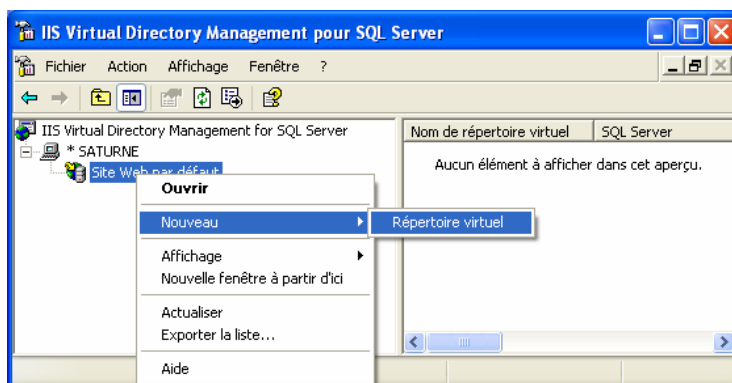 IIS Virtual Directory Management pour SQL Server
Fichier Action Affichage Fenêtre ?
IIS Virtual Directory Management for SQL Server
Nom de répertoire virtuel SQL Server
* SATURNE
Aucun élément à afficher dans cet aperçu.
Site Web par défaut
Ouvrir
Nouveau
Répertoire virtuel
Affichage
Nouvelle fenêtre à partir d'ici
Actualiser
Exporter la liste...
Aide